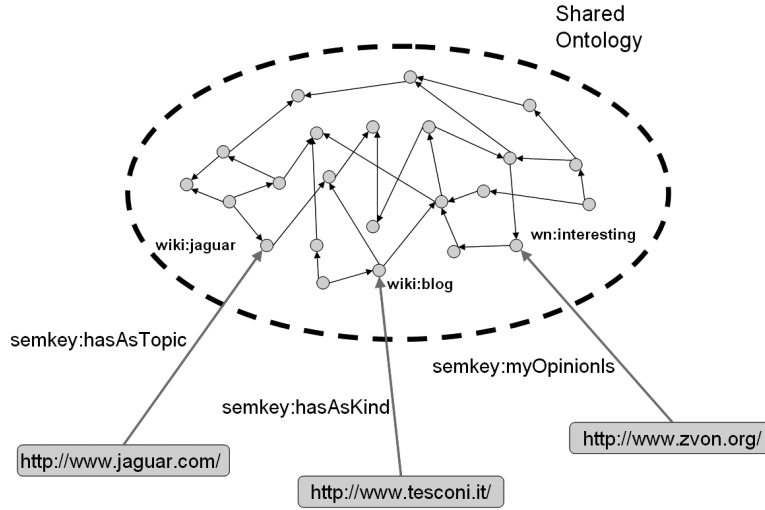 Shared
Ontology
wiki:jaguar
wn:interesting
wiki:blog
semkey:hasAsTopic
semkey:myOpinionIs
semkey:hasAsKind
http://www.jaguar.com/
http://www.zvon.org/
http://www.tesconi.it/